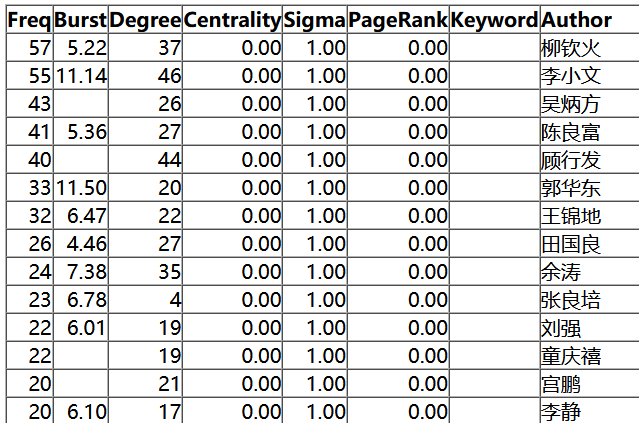 Freq Burst Degree Centrality Sigma PageRank Keyword Author
57 5.22 37 0.00 1.00 0.00 柳钦火
55 11.14 46 0.00 1.00 0.00 李小文
43 26 0.00 1.00 0.00 吴炳方
41 5.36 27 0.00 1.00 0.00 陈良富
40 44 0.00 1.00 0.00 顾行发
33 11.50 20 0.00 1.00 0.00 郭华东
32 6.47 22 0.00 1.00 0.00 王锦地
26 4.46 27 0.00 1.00 0.00 田国良
24 7.38 35 0.00 1.00 0.00 余涛
23 6.78 4 0.00 1.00 0.00 张良培
22 6.01 19 0.00 1.00 0.00 刘强
22 19 0.00 1.00 0.00 童庆禧
20 21 0.00 1.00 0.00 宫鹏
20 6.10 17 0.00 1.00 0.00 李静